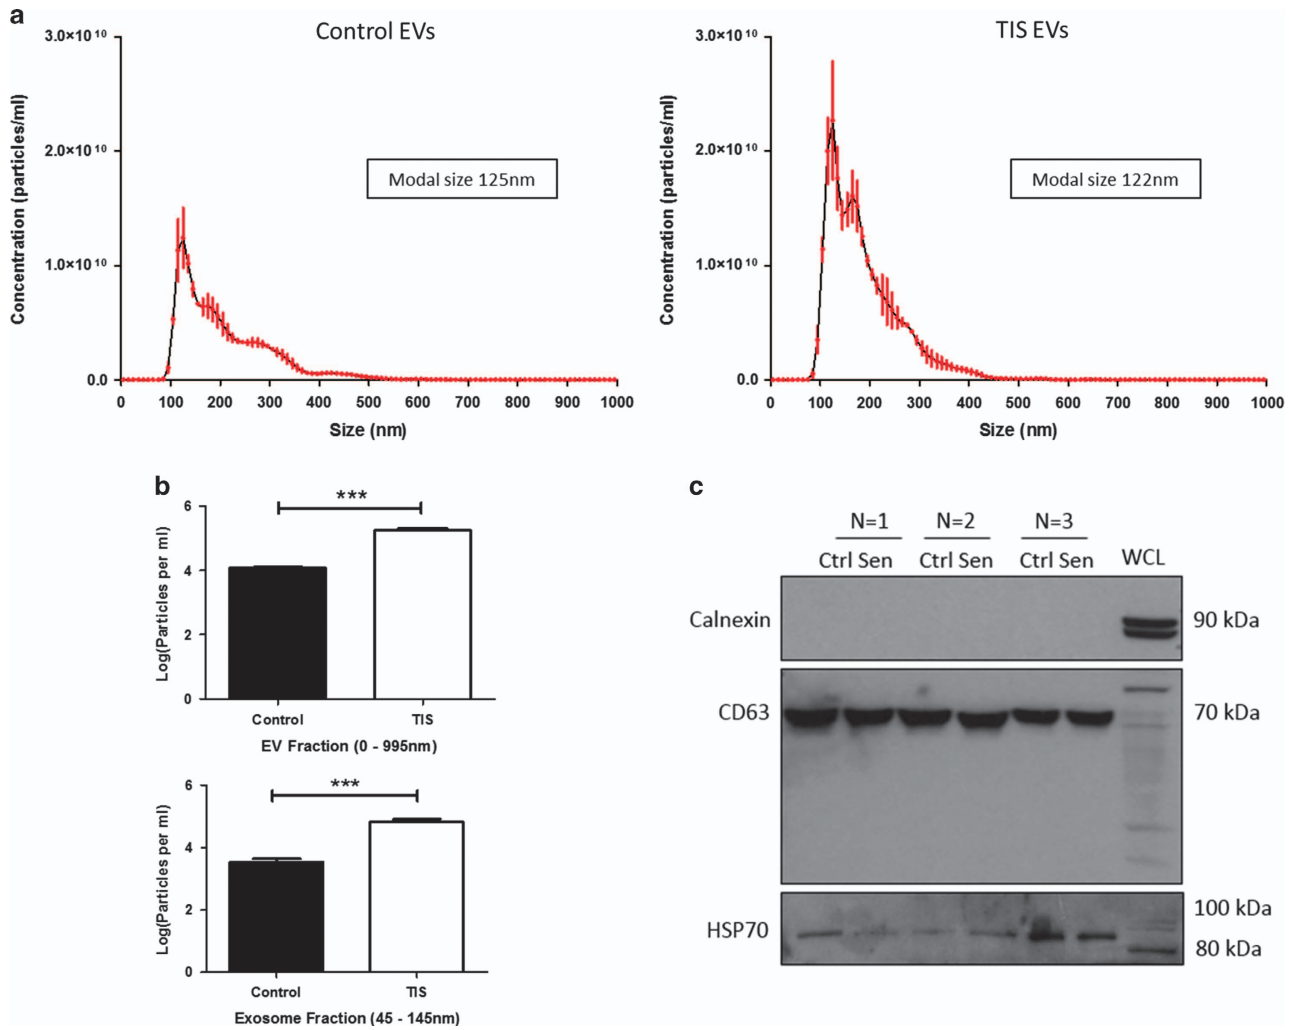 a
Control EVs
3.0×10¹⁰
2.0×10¹⁰
1.0×10¹⁰
0.0
Concentration (particles/ml)
Modal size 125nm
0 100 200 300 400 500 600 700 800 900 1000
Size (nm)
TIS EVs
3.0×10¹⁰
2.0×10¹⁰
1.0×10¹⁰
0.0
Concentration (particles/ml)
Modal size 122nm
0 100 200 300 400 500 600 700 800 900 1000
Size (nm)
b
***
6
4
2
0
Log(Particles per ml)
Control TIS
EV Fraction (0 - 995nm)
***
6
4
2
0
Log(Particles per ml)
Control TIS
Exosome Fraction (45 - 145nm)
c
N=1 N=2 N=3
Ctrl Sen Ctrl Sen Ctrl Sen WCL
Calnexin 90 kDa
CD63 70 kDa
HSP70 100 kDa
80 kDa